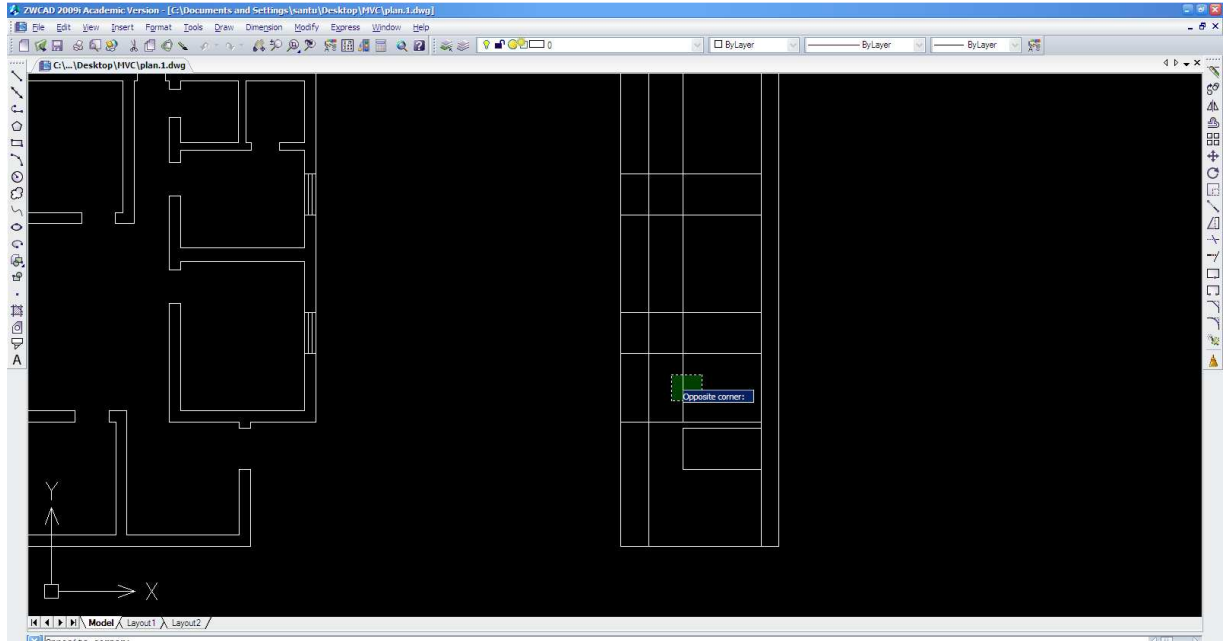 ZWCAD 2009i Academic Version - [C:\Documents and Settings\santu\Desktop\MVC\plan.1.dwg]
File Edit View Insert Format Tools Draw Dimension Modify Express Window Help
0 ByLayer ByLayer ByLayer
C:\...\Desktop\MVC\plan.1.dwg
A
Opposite corner:
Y
X
Model Layout1 Layout2
Opposite corner: